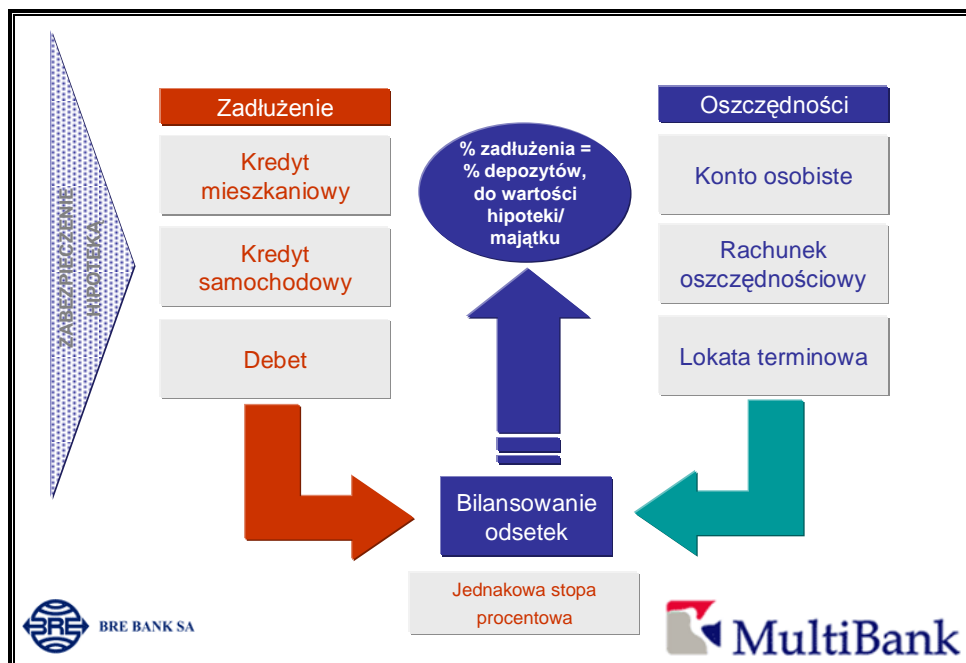 ZABEZPIECZENIE
HIPOTEKĄ
Zadłużenie
Kredyt
mieszkaniowy
Kredyt
samochodowy
Debet
% zadłużenia =
% depozytów,
do wartości
hipoteki/
majątku
Oszczędności
Konto osobiste
Rachunek
oszczędnościowy
Lokata terminowa
Bilansowanie
odsetek
Jednakowa stopa
procentowa
BRE
BRE BANK SA
MultiBank